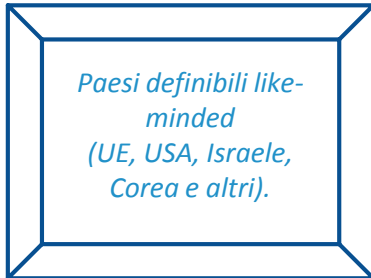 Paesi definibili like-
minded
(UE, USA, Israele,
Corea e altri).